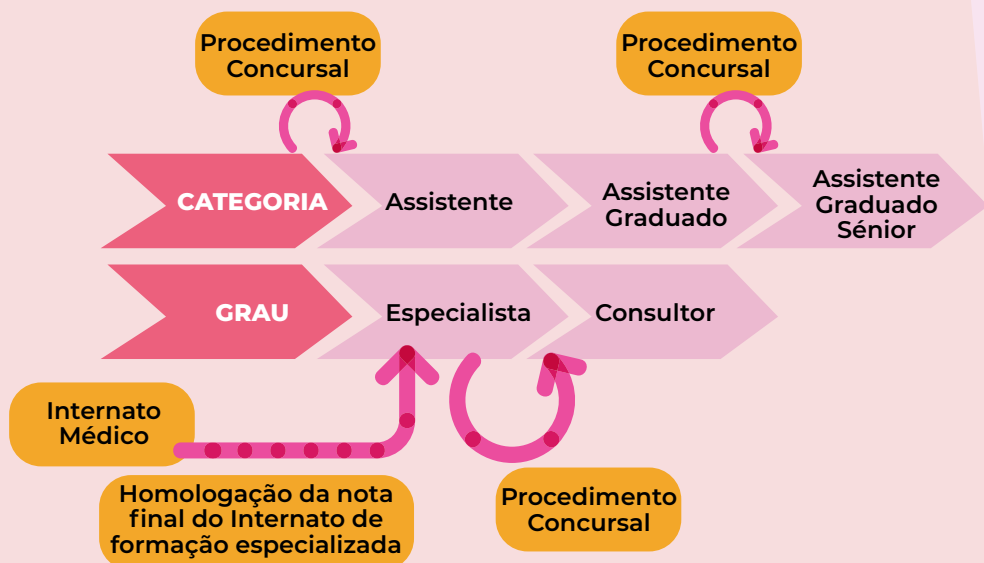 Procedimento
Concursal
Procedimento
Concursal
CATEGORIA
Assistente
Assistente
Graduado
Assistente
Graduado
Sénior
GRAU
Especialista
Consultor
Internato
Médico
Homologação da nota
final do Internato de
formação especializada
Procedimento
Concursal